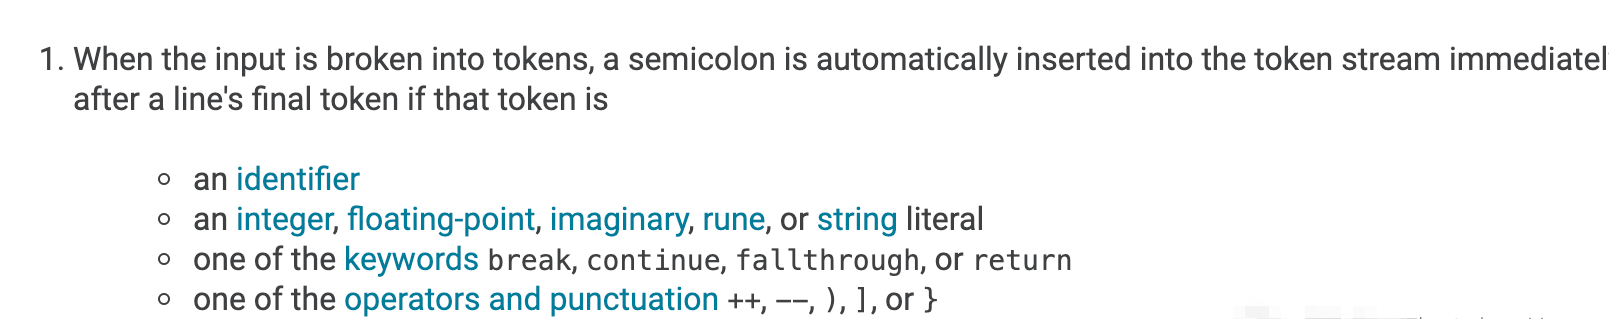 1. When the input is broken into tokens, a semicolon is automatically inserted into the token stream immediatel
after a line's final token if that token is
an identifier
an integer, floating-point, imaginary, rune, or string literal
one of the keywords break, continue, fallthrough, or return
one of the operators and punctuation ++, --, ), ], or }